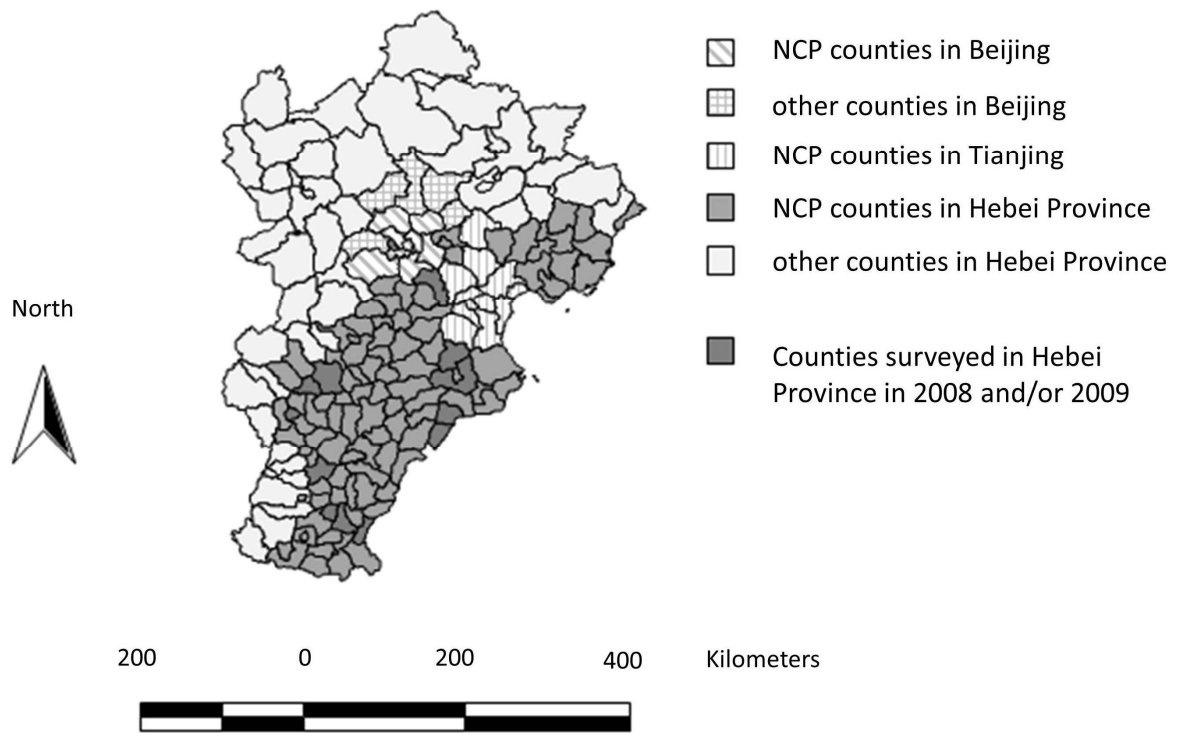 NCP counties in Beijing
other counties in Beijing
NCP counties in Tianjing
NCP counties in Hebei Province
other counties in Hebei Province
North
Counties surveyed in Hebei
Province in 2008 and/or 2009
200 0 200 400 Kilometers